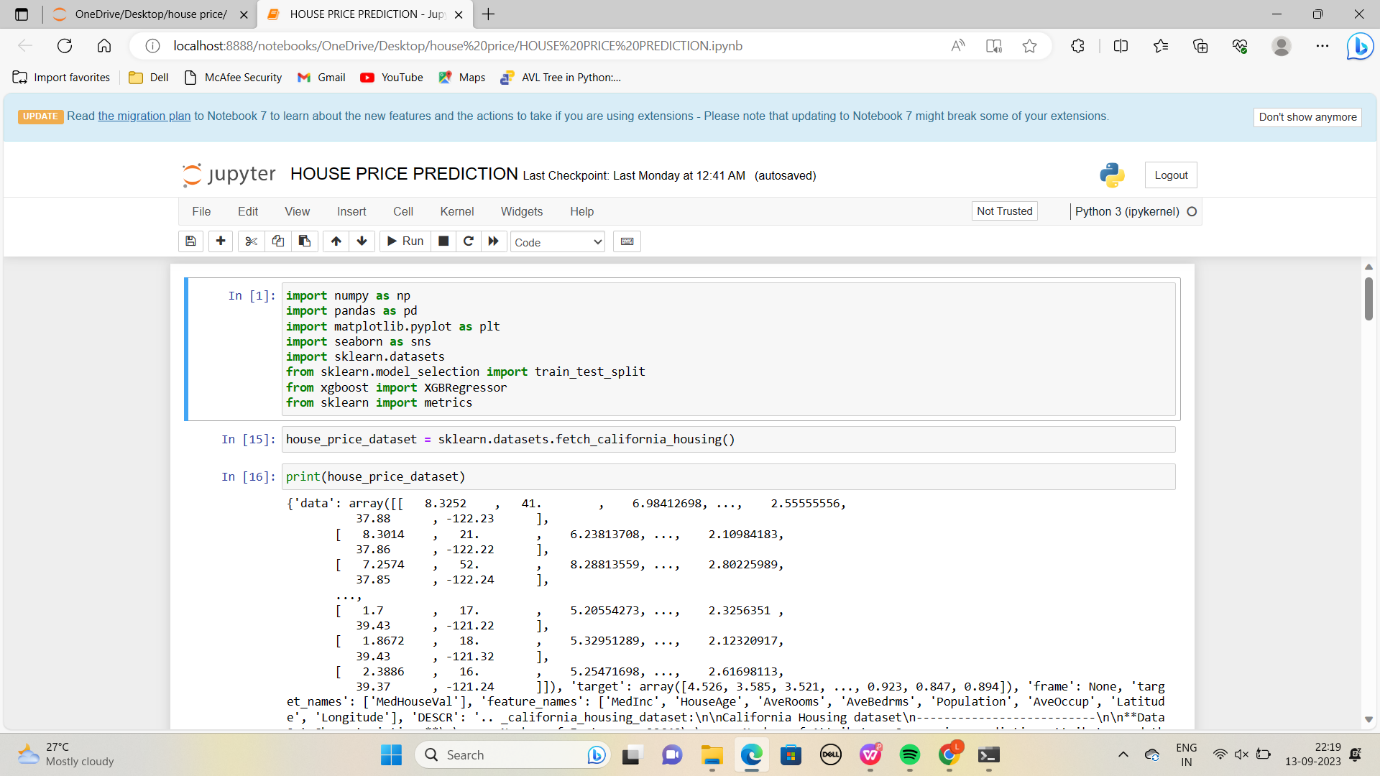 OneDrive/Desktop/house price/
HOUSE PRICE PREDICTION - Jup
localhost:8888/notebooks/OneDrive/Desktop/house%20price/HOUSE%20PRICE%20PREDICTION.ipynb
Import favorites Dell McAfee Security Gmail YouTube Maps AVL Tree in Python:...
UPDATE Read the migration plan to Notebook 7 to learn about the new features and the actions to take if you are using extensions - Please note that updating to Notebook 7 might break some of your extensions. Don't show anymore
jupyter HOUSE PRICE PREDICTION Last Checkpoint: Last Monday at 12:41 AM (autosaved) Logout
File Edit View Insert Cell Kernel Widgets Help Not Trusted Python 3 (ipykernel)
Run Code
In [1]: import numpy as np
import pandas as pd
import matplotlib.pyplot as plt
import seaborn as sns
import sklearn.datasets
from sklearn.model_selection import train_test_split
from xgboost import XGBRegressor
from sklearn import metrics
In [15]: house_price_dataset = sklearn.datasets.fetch_california_housing()
In [16]: print(house_price_dataset)
{'data': array([[ 8.3252 , 41. , 6.98412698, ..., 2.55555556,
37.88 , -122.23 ],
[ 8.3014 , 21. , 6.23813708, ..., 2.10984183,
37.86 , -122.22 ],
[ 7.2574 , 52. , 8.28813559, ..., 2.80225989,
37.85 , -122.24 ],
...,
[ 1.7 , 17. , 5.20554273, ..., 2.3256351 ,
39.43 , -121.22 ],
[ 1.8672 , 18. , 5.32951289, ..., 2.12320917,
39.43 , -121.32 ],
[ 2.3886 , 16. , 5.25471698, ..., 2.61698113,
39.37 , -121.24 ]]), 'target': array([4.526, 3.585, 3.521, ..., 0.923, 0.847, 0.894]), 'frame': None, 'targ
et_names': ['MedHouseVal'], 'feature_names': ['MedInc', 'HouseAge', 'AveRooms', 'AveBedrms', 'Population', 'AveOccup', 'Latitud
e', 'Longitude'], 'DESCR': '.. _california_housing_dataset:\n\nCalifornia Housing dataset\n--------------------------\n\n**Data
27°C
Mostly cloudy
Search
DELL
ENG
IN
22:19
13-09-2023